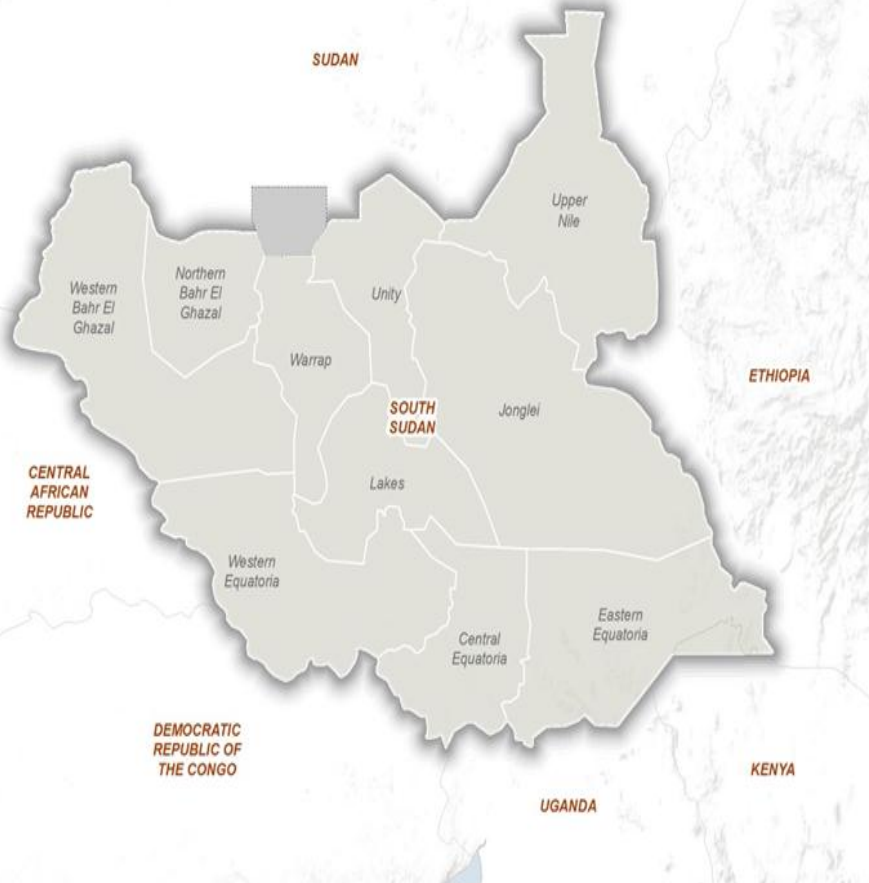 SUDAN
Upper
Nile
Northern
Bahr El
Ghazal
Western
Bahr El
Ghazal
Unity
Warrap
ETHIOPIA
SOUTH
SUDAN
Jonglei
CENTRAL
AFRICAN
REPUBLIC
Lakes
Western
Equatoria
Eastern
Equatoria
Central
Equatoria
DEMOCRATIC
REPUBLIC OF
THE CONGO
KENYA
UGANDA